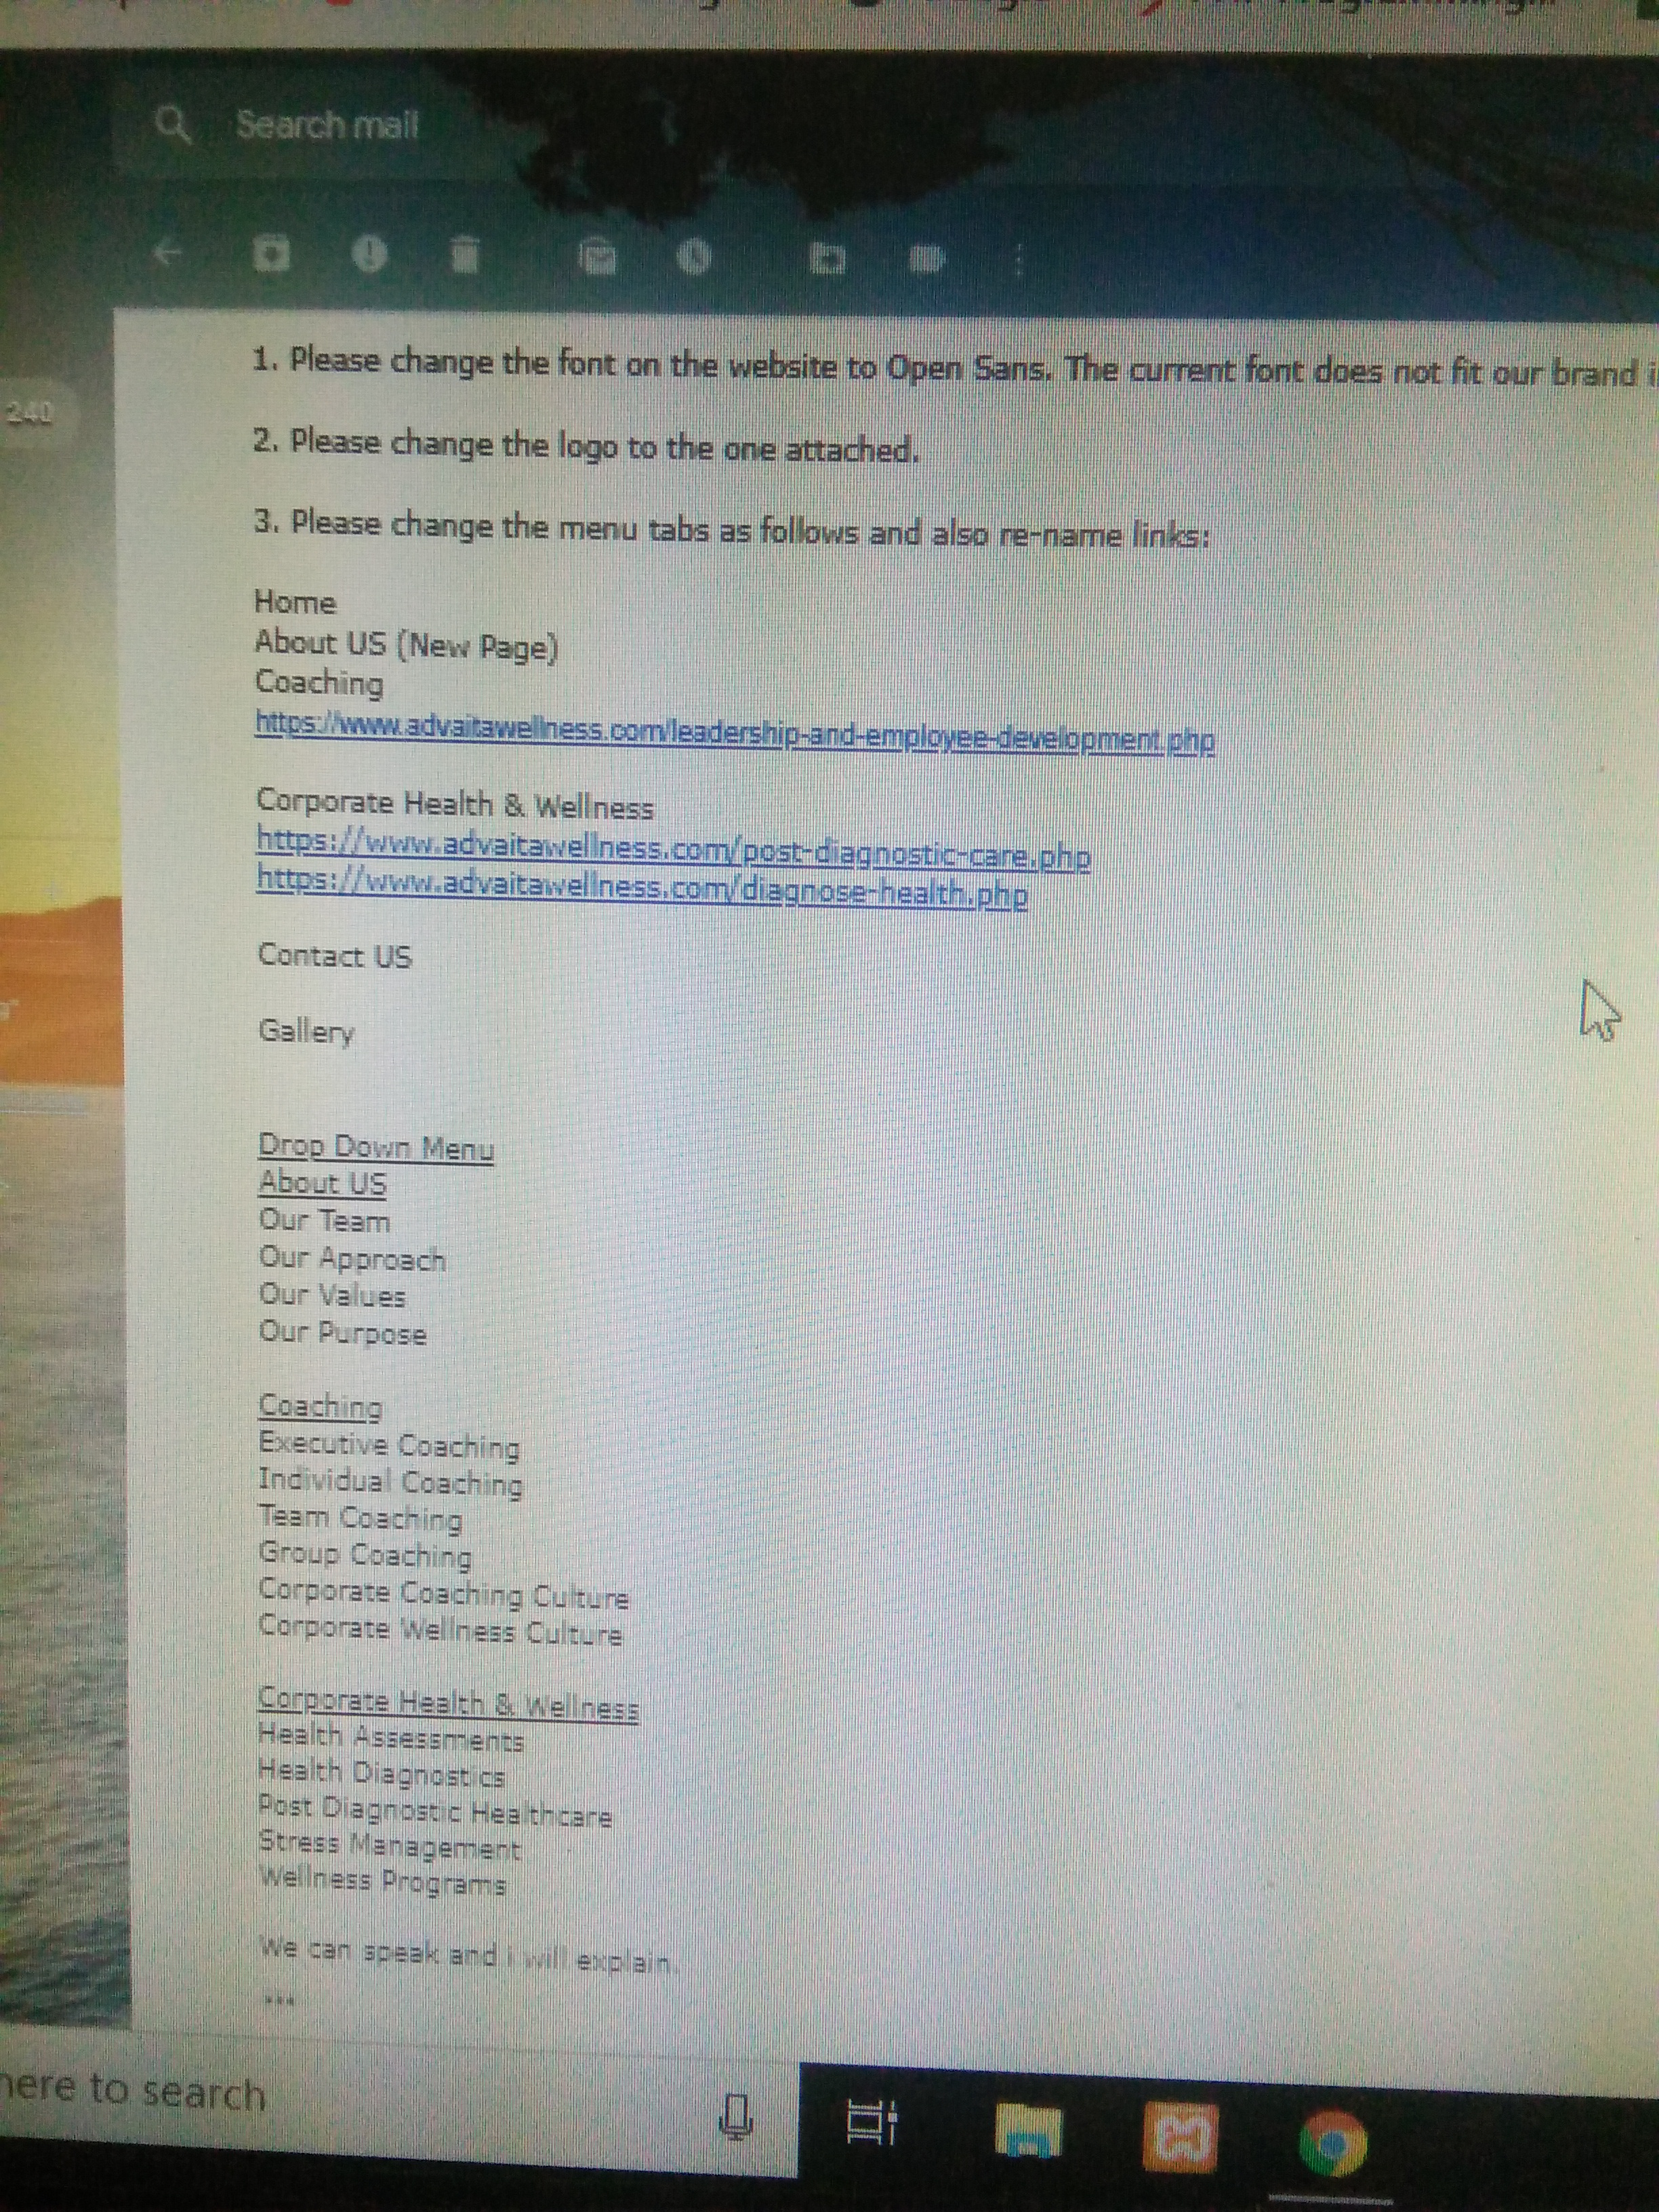 Search mail
1. Please change the font on the website to Open Sans. The current font does not fit our brand
240
2. Please change the logo to the one attached.
3. Please change the menu tabs as follows and also re-name links:
Home
About US (New Page)
Coaching
https://www.advaitawellness.com/leadership-and-employee-development.php
Corporate Health & Wellness
https://www.advaitawellness.com/post-diagnostic-care.php
https://www.advaitawellness.com/diagnose-health.php
Contact US
Gallery
Drop Down Menu
About US
Our Team
Our Approach
Our Values
Our Purpose
Coaching
Executive Coaching
Individual Coaching
Team Coaching
Group Coaching
Corporate Coaching Culture
Corporate Wellness Culture
Corporate Health & Wellness
Health Assessments
Health Diagnostics
Post Diagnostic Healthcare
Stress Management
Wellness Programs
We can speak and i will explain.
...
here to search